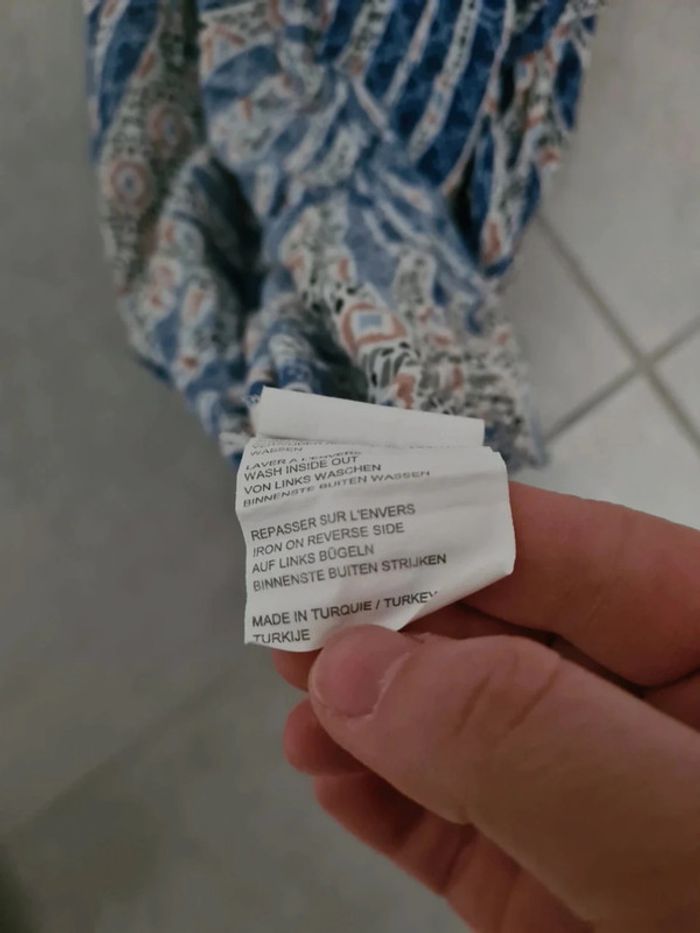 WASSEN
LAVER A L'ENVERS
WASH INSIDE OUT
VON LINKS WASCHEN
BINNENSTE BUITEN WASSEN
REPASSER SUR L'ENVERS
IRON ON REVERSE SIDE
AUF LINKS BÜGELN
BINNENSTE BUITEN STRIJKEN
MADE IN TURQUIE / TURKEY
TURKIJE